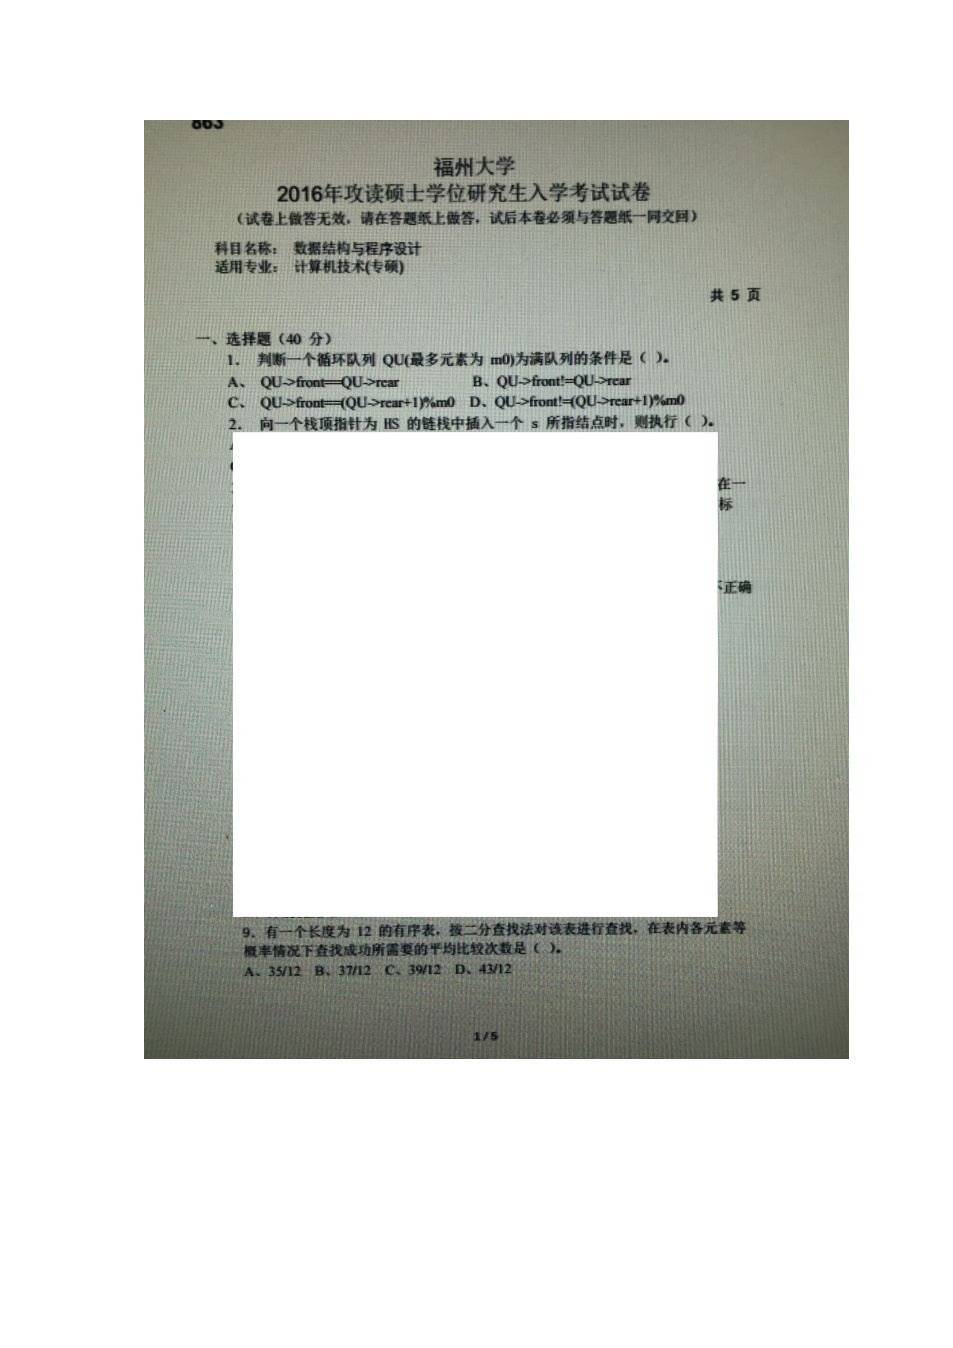 863
福州大学
2016年攻读硕士学位研究生入学考试试卷
（试卷上做答无效，请在答题纸上做答，试后本卷必须与答题纸一同交回）
科目名称： 数据结构与程序设计
适用专业： 计算机技术(专硕)
共 5 页
一、选择题（40 分）
1. 判断一个循环队列 QU(最多元素为 m0)为满队列的条件是（ ）。
A、 QU->front==QU->rear B、QU->front!=QU->rear
C、 QU->front==(QU->rear+1)%m0 D、QU->front!=(QU->rear+1)%m0
2. 向一个栈顶指针为 HS 的链栈中插入一个 s 所指结点时，则执行（ ）。
在一
标
正确
9、有一个长度为 12 的有序表，按二分查找法对该表进行查找，在表内各元素等
概率情况下查找成功所需要的平均比较次数是（ ）。
A、35/12 B、37/12 C、39/12 D、43/12
1 / 5